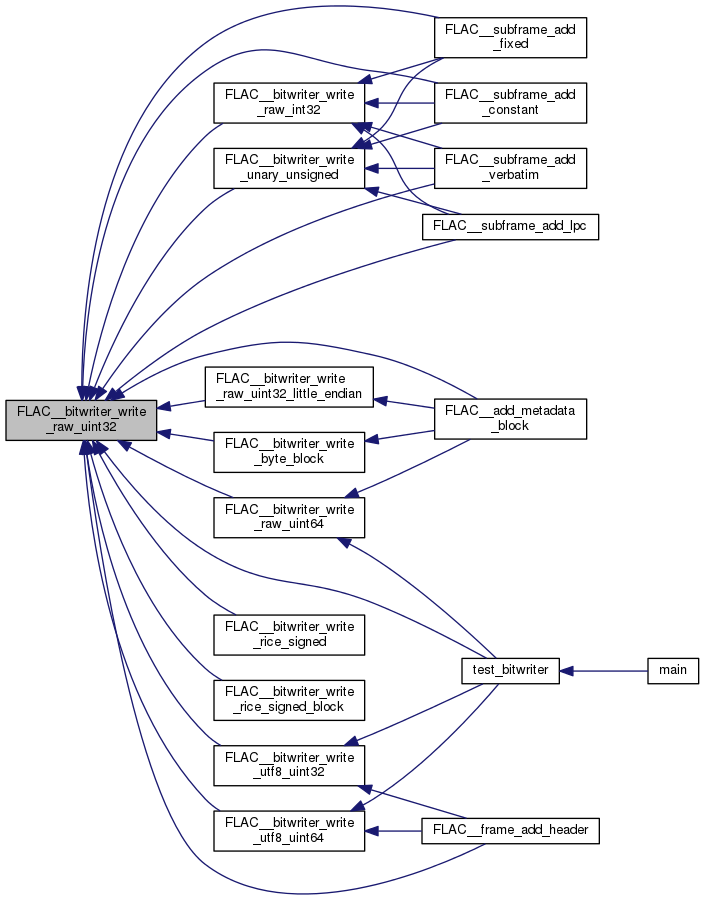 FLAC__subframe_add
_fixed
FLAC__bitwriter_write
_raw_int32
FLAC__subframe_add
_constant
FLAC__bitwriter_write
_unary_unsigned
FLAC__subframe_add
_verbatim
FLAC__subframe_add_lpc
FLAC__bitwriter_write
_raw_uint32
FLAC__bitwriter_write
_raw_uint32_little_endian
FLAC__add_metadata
_block
FLAC__bitwriter_write
_byte_block
FLAC__bitwriter_write
_raw_uint64
FLAC__bitwriter_write
_rice_signed
test_bitwriter
main
FLAC__bitwriter_write
_rice_signed_block
FLAC__bitwriter_write
_utf8_uint32
FLAC__bitwriter_write
_utf8_uint64
FLAC__frame_add_header